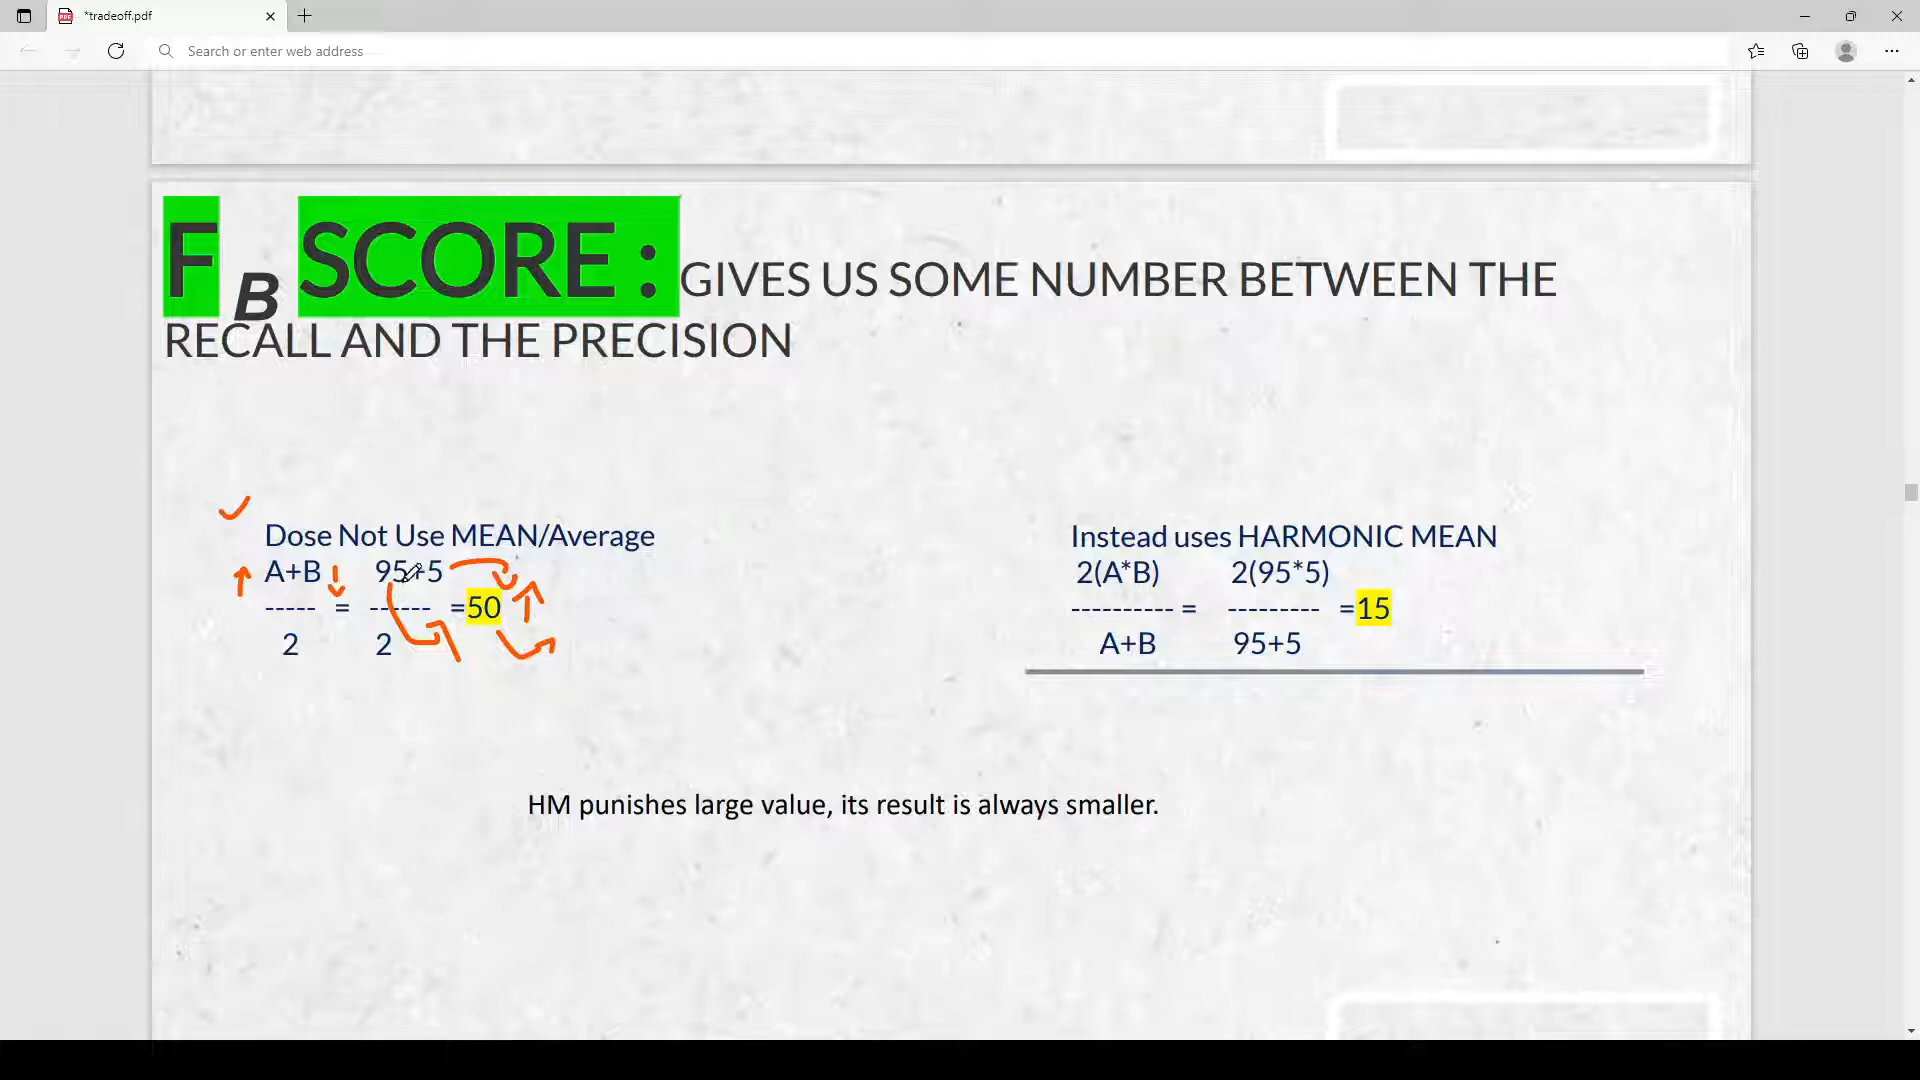 *tradeoff.pdf
Search or enter web address
F B SCORE : GIVES US SOME NUMBER BETWEEN THE
RECALL AND THE PRECISION
Dose Not Use MEAN/Average
A+B 95+5
----- = ------ =50
2 2
Instead uses HARMONIC MEAN
2(A*B) 2(95*5)
---------- = --------- =15
A+B 95+5
HM punishes large value, its result is always smaller.